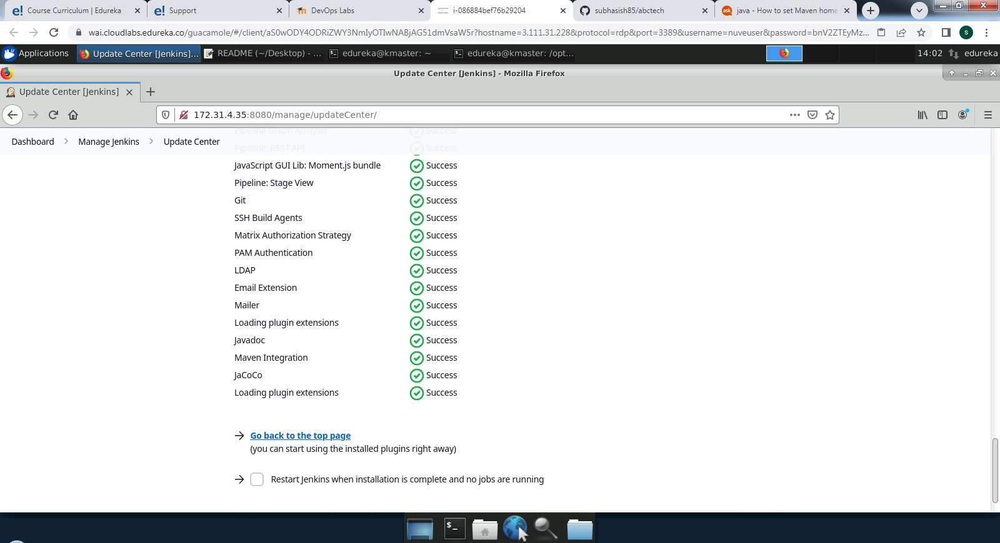 e! Course Curriculum | Edureka
e! Support
DevOps Labs
i-086884bef76b29204
subhasish85/abctech
ask java - How to set Maven home
wai.cloudlabs.edureka.co/guacamole/#/client/aS0wODY4ODRiZWY3NmIyOTIwNABjAG51dmVsaW5r?hostname=3.111.31.228&protocol=rdp&port=3389&username=nuveuser&password=bnV2ZTEyMz...
S
Applications
Update Center [Jenkins]...
README (~/Desktop) - ...
edureka@kmaster: ~
edureka@kmaster: /opt...
14:02
edureka
Update Center [Jenkins] - Mozilla Firefox
Update Center [Jenkins]
172.31.4.35:8080/manage/updateCenter/
Pipeline Graph Analysis Success
Dashboard > Manage Jenkins > Update Center
Pipeline: REST API Success
JavaScript GUI Lib: Moment.js bundle Success
Pipeline: Stage View Success
Git Success
SSH Build Agents Success
Matrix Authorization Strategy Success
PAM Authentication Success
LDAP Success
Email Extension Success
Mailer Success
Loading plugin extensions Success
Javadoc Success
Maven Integration Success
JaCoCo Success
Loading plugin extensions Success
Go back to the top page
(you can start using the installed plugins right away)
Restart Jenkins when installation is complete and no jobs are running
$_